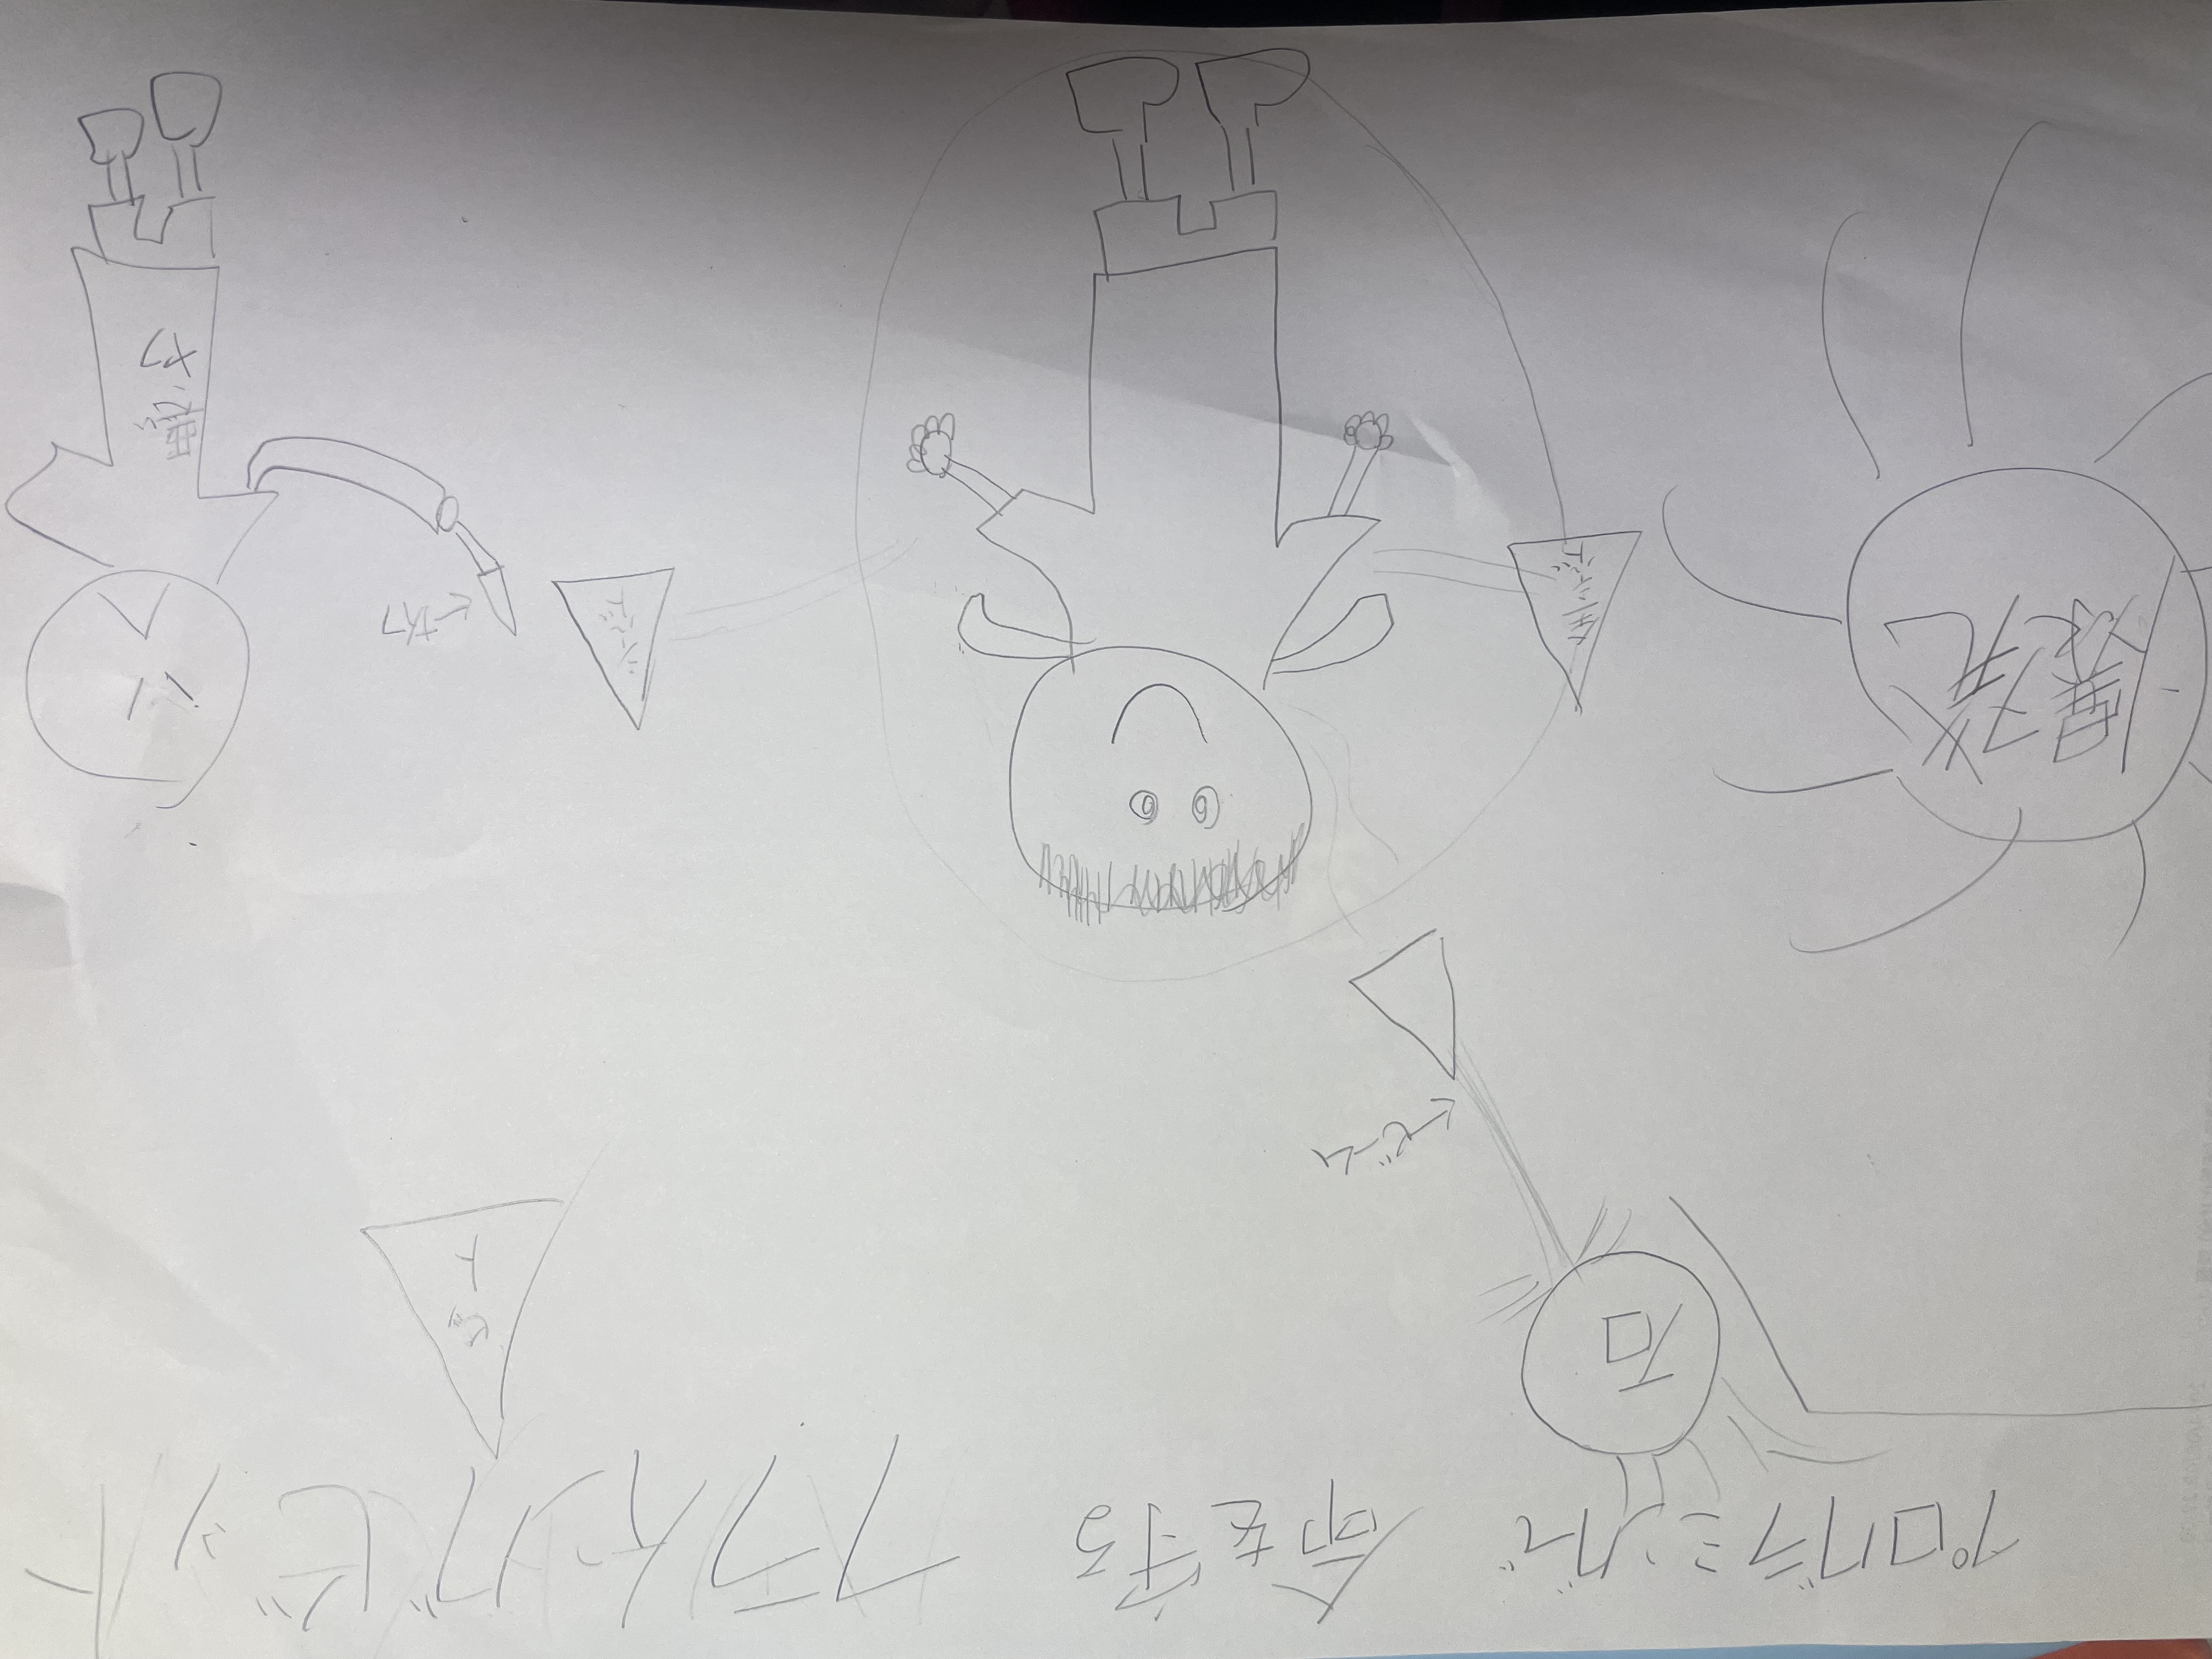 プログラミングで 命を守る フライングビット
石
ビット
←ビーム
爆発
全シールド
シールド
←ナイフ
悪いヤツ